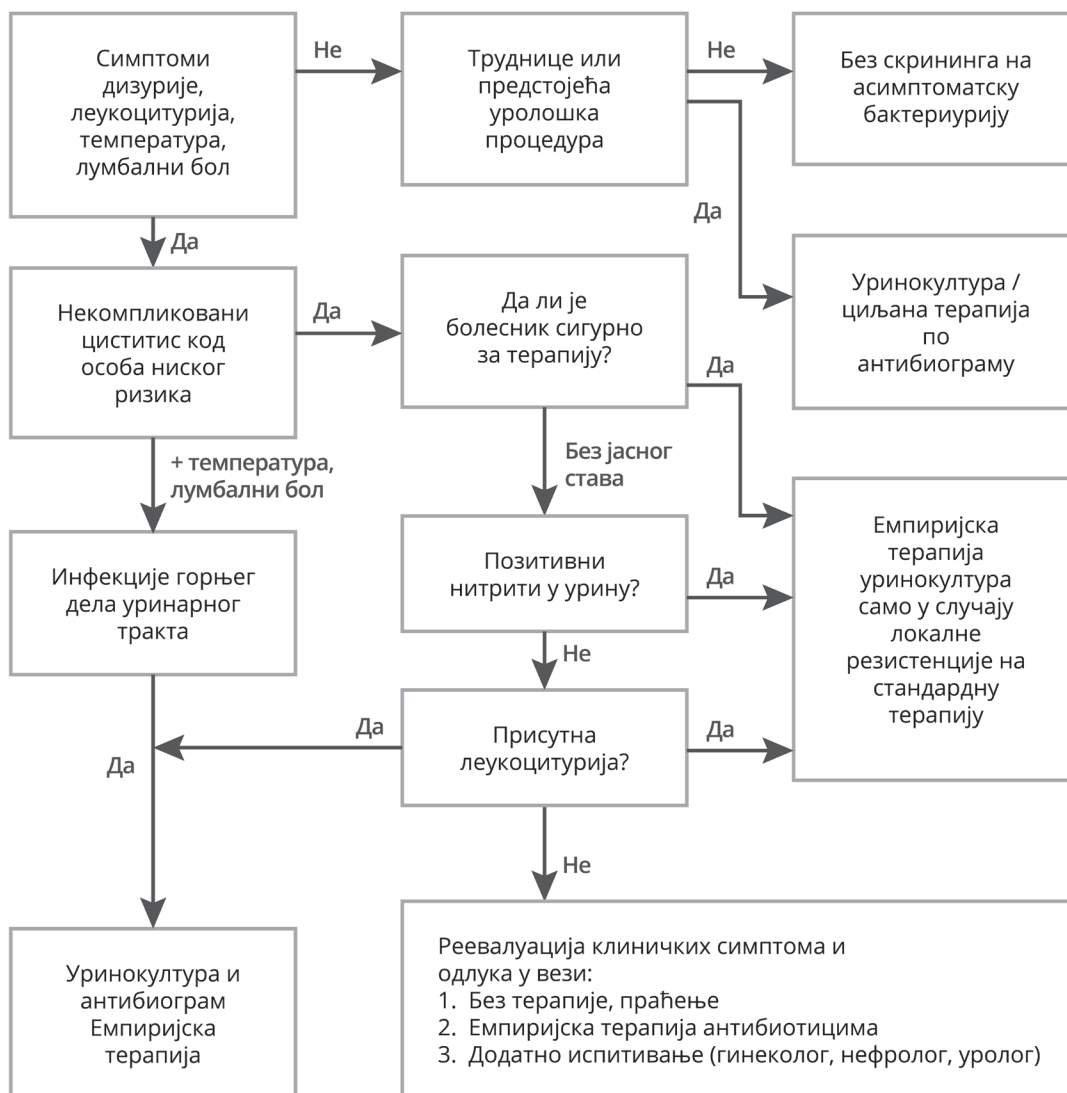 Симптоми
дизурије,
леукоцитурија,
температура,
лумбални бол
Не
Труднице или
предстојећа
уролошка
процедура
Не
Без скрининга на
асимптоматску
бактериурију
Да
Да
Некомпликовани
циститис код
особа ниског
ризика
Да
Да ли је
болесник сигурно
за терапију?
Да
Уринокултура /
циљана терапија
по
антибиограму
+ температура,
лумбални бол
Без јасног
става
Инфекције горњег
дела уринарног
тракта
Позитивни
нитрити у урину?
Да
Емпиријска
терапија
уринокултура
само у случају
локалне
резистенције на
стандардну
терапију
Не
Да
Присутна
леукоцитурија?
Да
Да
Не
Уринокултура и
антибиограм
Емпиријска
терапија
Реевалуација клиничких симптома и
одлука у вези:
1. Без терапије, праћење
2. Емпиријска терапија антибиотицима
3. Додатно испитивање (гинеколог, нефролог, уролог)